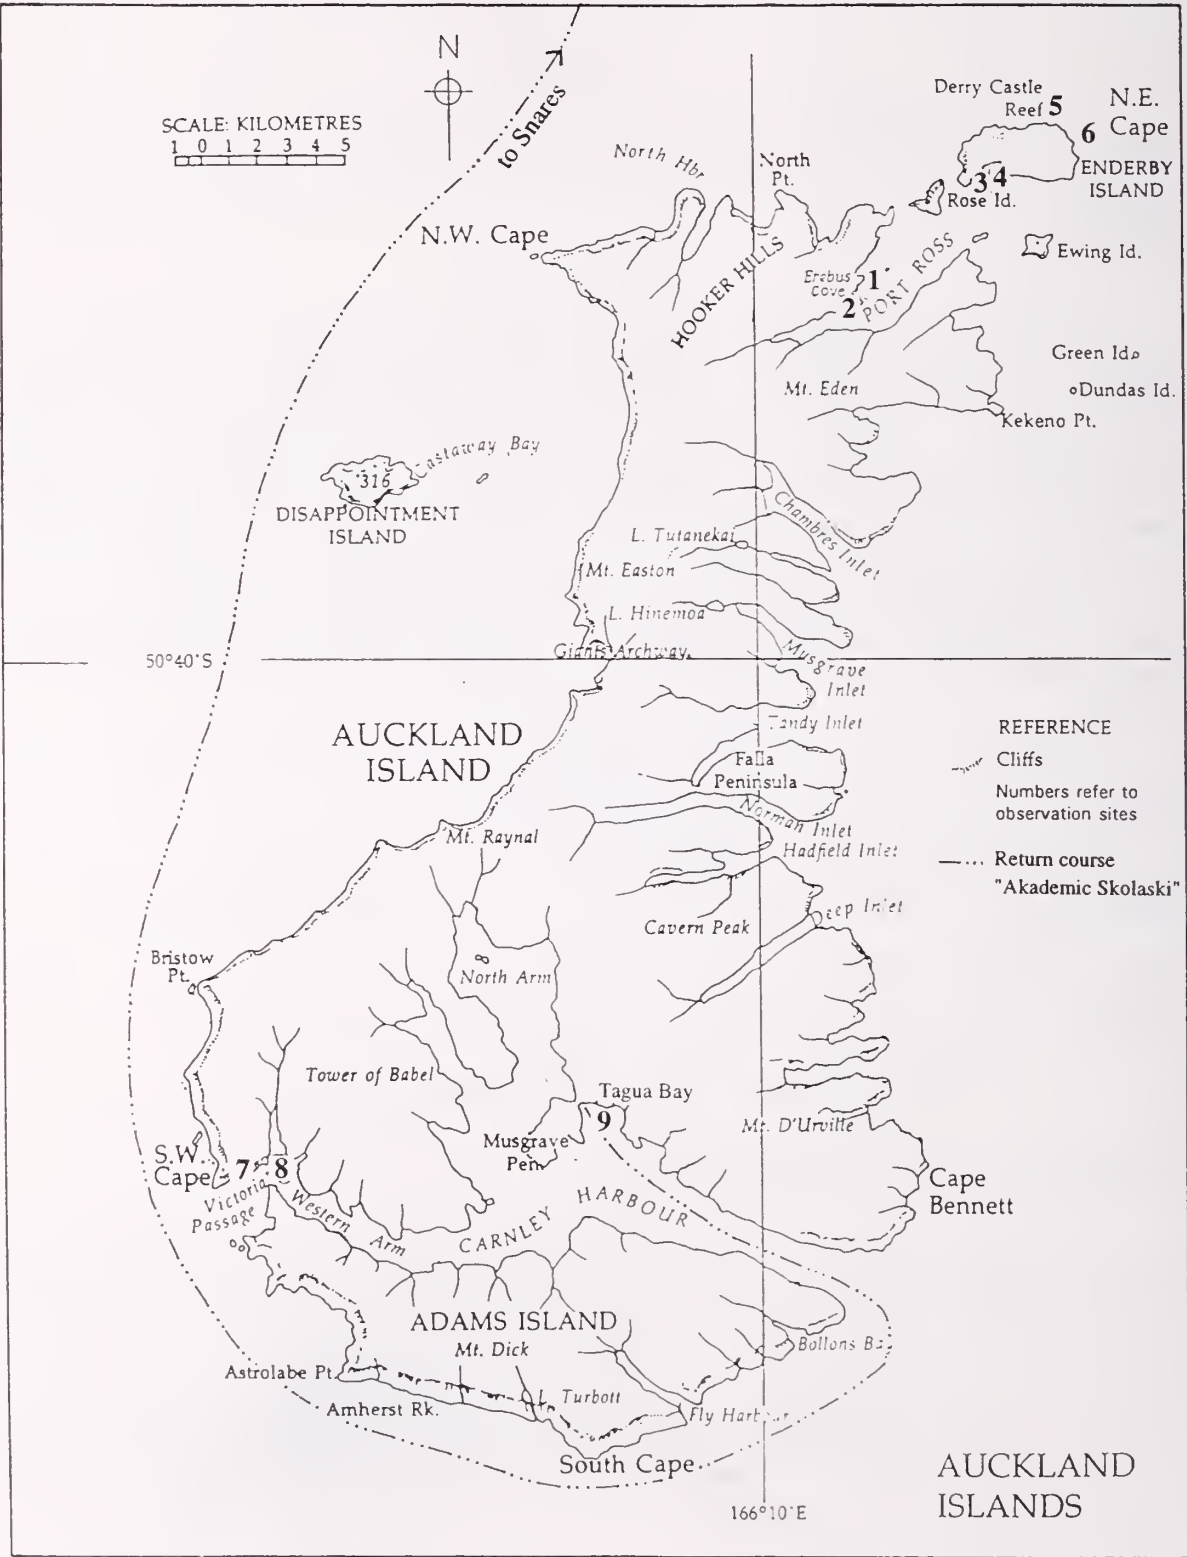 N
to Snares
SCALE: KILOMETRES
1 0 1 2 3 4 5
Derry Castle
Reef 5
N.E.
Cape
6
ENDERBY
ISLAND
3 4
Rose Id.
North Hbr
North
Pt.
N.W. Cape
HOOKER HILLS
Erebus
Cove
1
2
PORT ROSS
Ewing Id.
Green Id.
Dundas Id.
Mt. Eden
Kekeno Pt.
Castaway Bay
316
DISAPPOINTMENT
ISLAND
Chambres Inlet
L. Tutanekai
Mt. Easton
L. Hinemoa
Giants Archway
Musgrave
Inlet
50°40'S
AUCKLAND
ISLAND
Tandy Inlet
Falla
Peninsula
REFERENCE
Cliffs
Numbers refer to
observation sites
Return course
"Akademic Skolaski"
Mt. Raynal
Norman Inlet
Hadfield Inlet
Cavern Peak
Deep Inlet
Bristow
Pt.
North Arm
Tower of Babel
Tagua Bay
9
Musgrave
Pen.
Mt. D'Urville
S.W.
Cape
7
8
Victoria
Passage
Western Arm
CARNLEY HARBOUR
Cape
Bennett
ADAMS ISLAND
Mt. Dick
Bollons Ba
Astrolabe Pt.
Amherst Rk.
L. Turbott
Fly Harbour
South Cape
166°10'E
AUCKLAND
ISLANDS